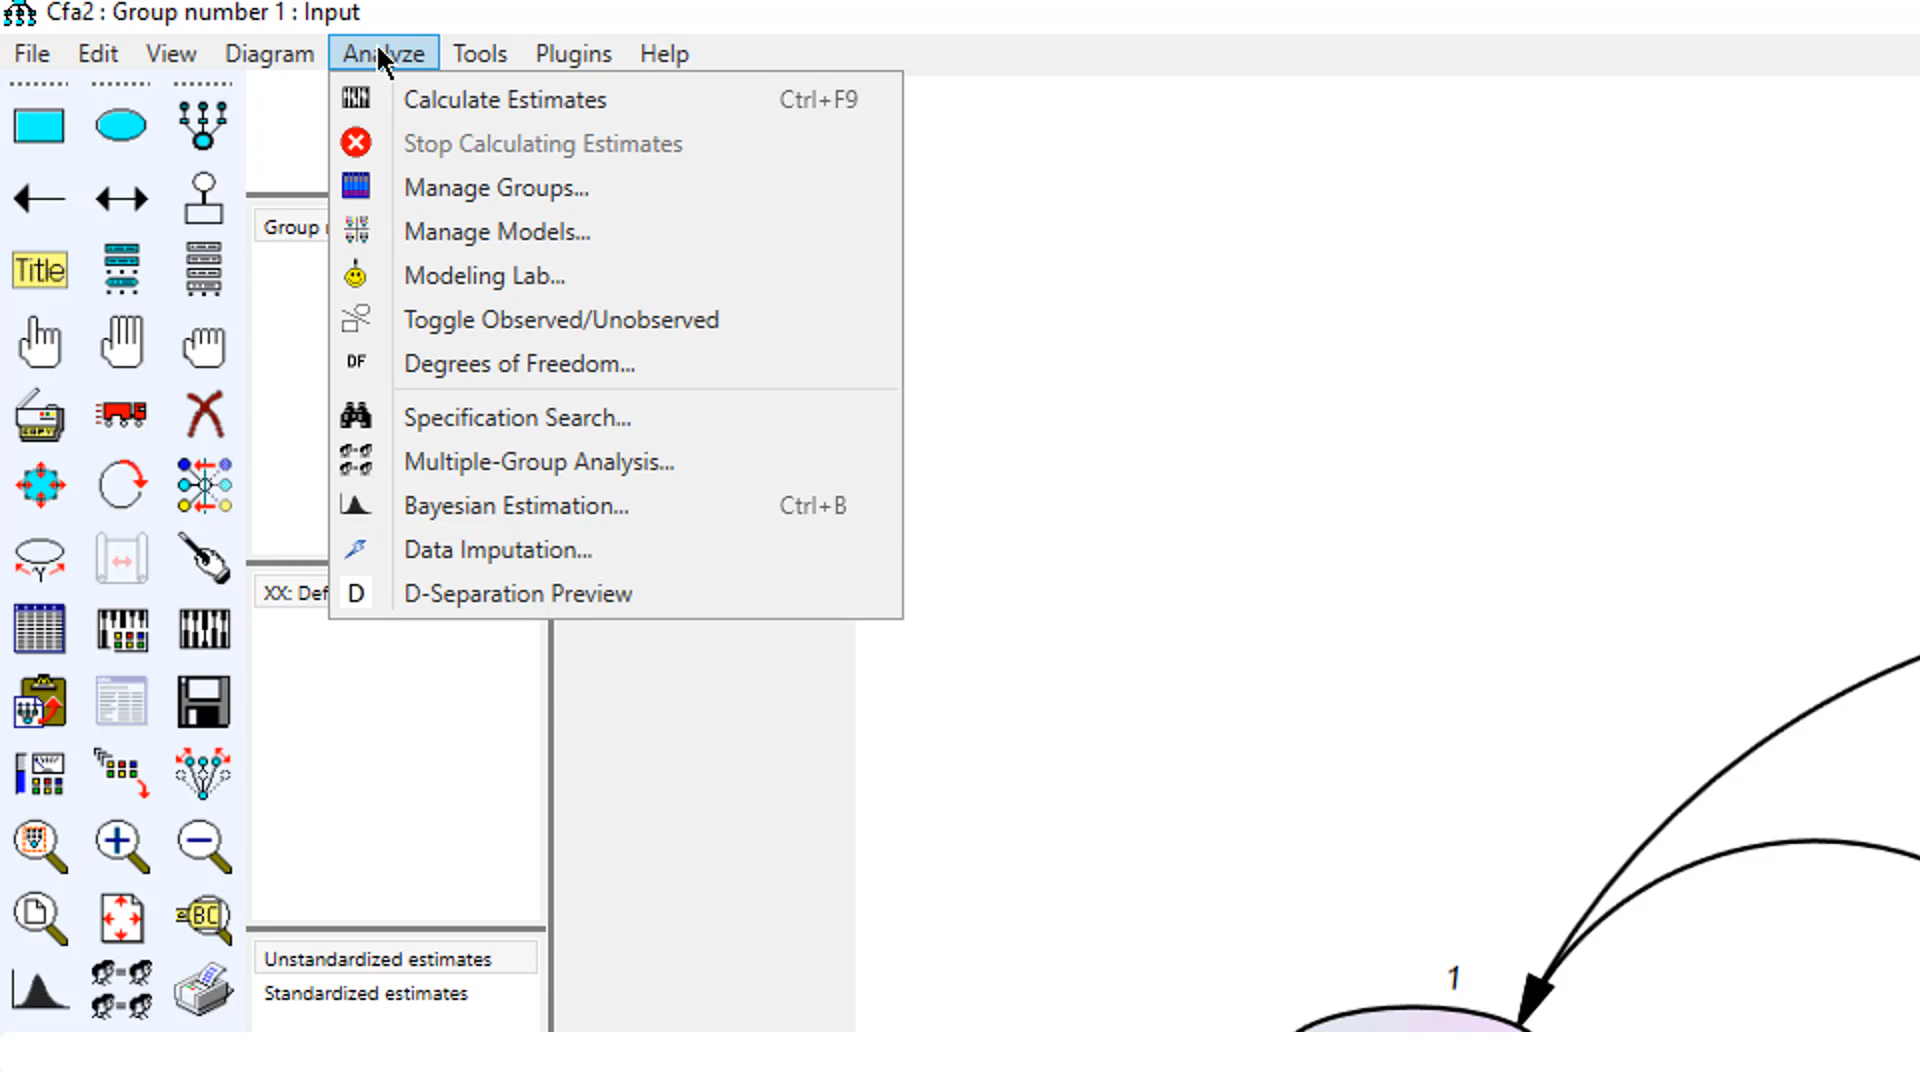 Cfa2 : Group number 1 : Input
File Edit View Diagram Analyze Tools Plugins Help
Calculate Estimates Ctrl+F9
Stop Calculating Estimates
Manage Groups...
Manage Models...
Modeling Lab...
Toggle Observed/Unobserved
DF Degrees of Freedom...
Specification Search...
Multiple-Group Analysis...
Bayesian Estimation... Ctrl+B
Data Imputation...
D D-Separation Preview
Title
Group
XX: Def
COPY
Y
BC
Unstandardized estimates
Standardized estimates
1